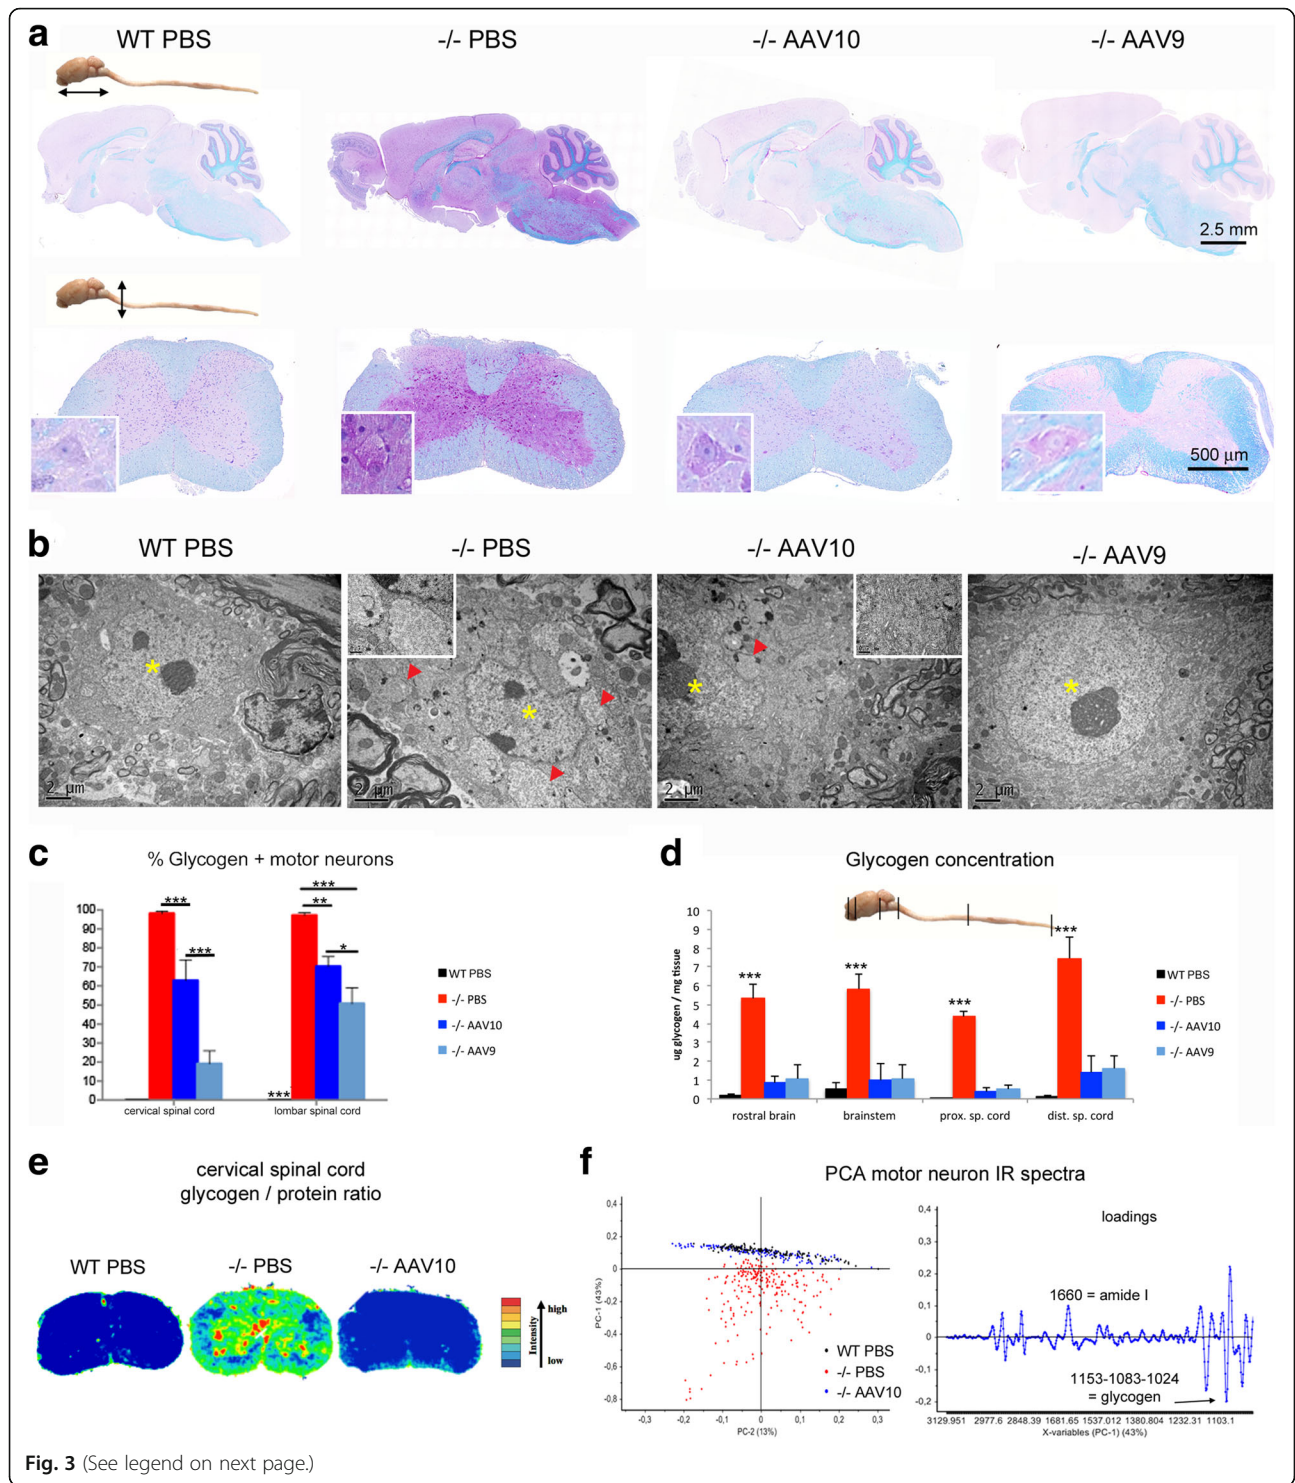 a
WT PBS
-/- PBS
-/- AAV10
-/- AAV9
2.5 mm
500 µm
b
WT PBS
-/- PBS
-/- AAV10
-/- AAV9
2 µm
2 µm
2 µm
2 µm
c
% Glycogen + motor neurons
***
***
***
**
*
***
100
90
80
70
60
50
40
30
20
10
0
cervical spinal cord
lombar spinal cord
WT PBS
-/- PBS
-/- AAV10
-/- AAV9
d
Glycogen concentration
ug glycogen / mg tissue
10
9
8
7
6
5
4
3
2
1
0
***
***
***
***
rostral brain
brainstem
prox. sp. cord
dist. sp. cord
WT PBS
-/- PBS
-/- AAV10
-/- AAV9
e
cervical spinal cord
glycogen / protein ratio
WT PBS
-/- PBS
-/- AAV10
high
Intensity
low
f
PCA motor neuron IR spectra
PC-1 (43%)
0,4
0,2
0
-0,2
-0,4
-0,6
-0,8
-0,3
-0,2
-0,1
0
0,1
0,2
0,3
PC-2 (13%)
WT PBS
-/- PBS
-/- AAV10
loadings
0,4
0,3
0,2
0,1
0
-0,1
-0,2
1660 = amide I
1153-1083-1024
= glycogen
3129.951
2977.6
2848.39
1681.65
1537.012
1380.804
1232.31
1103.1
X-variables (PC-1) (43%)
Fig. 3 (See legend on next page.)